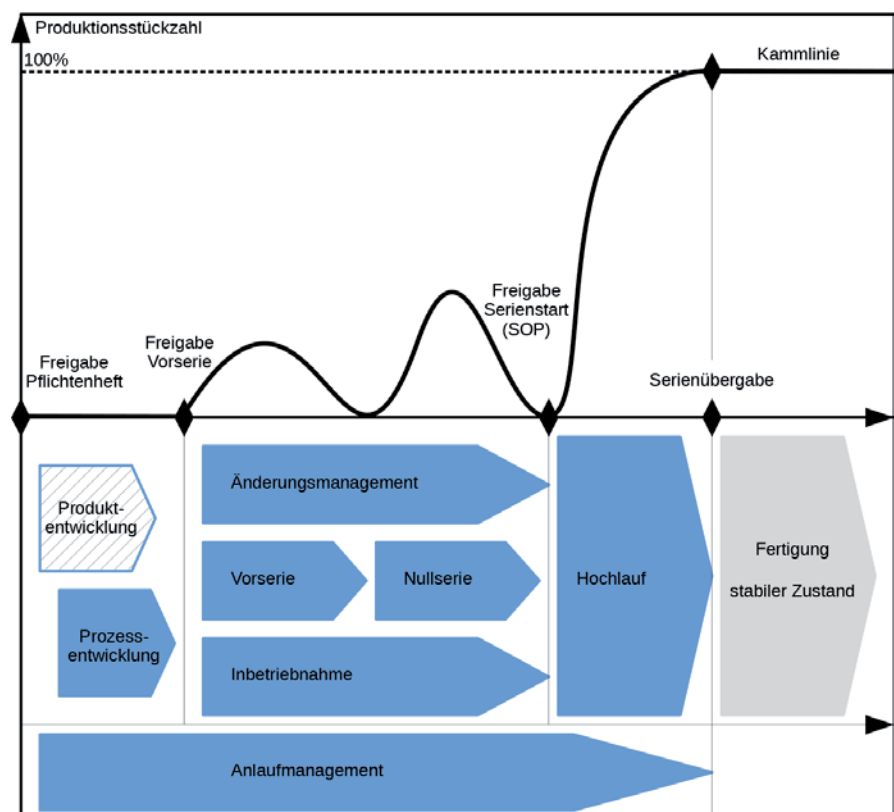 Produktionsstückzahl
100%
Kammlinie
Freigabe
Serienstart
(SOP)
Freigabe
Vorserie
Freigabe
Pflichtenheft
Serienübergabe
Änderungsmanagement
Produkt-
entwicklung
Vorserie
Nullserie
Hochlauf
Fertigung
stabiler Zustand
Prozess-
entwicklung
Inbetriebnahme
Anlaufmanagement